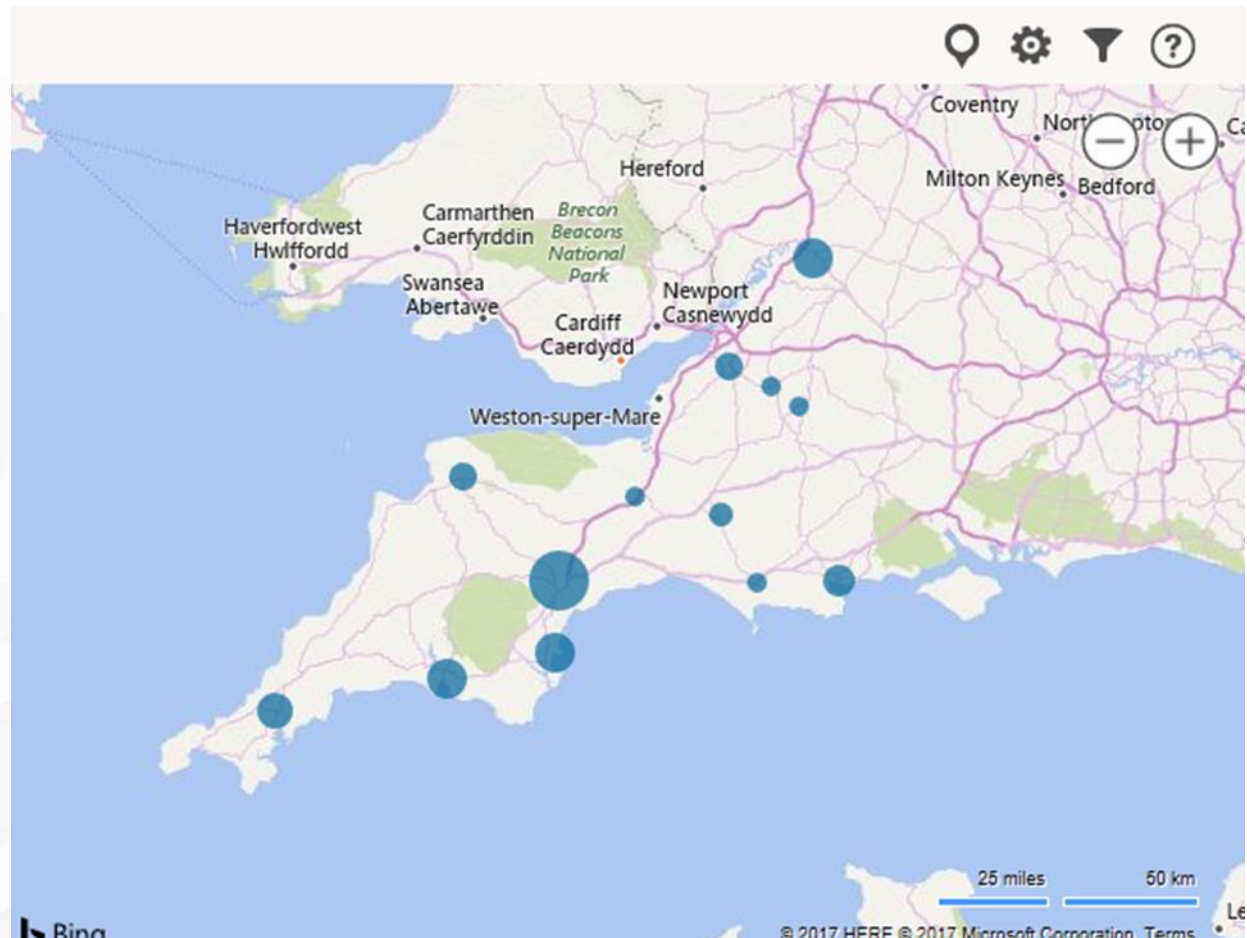 Coventry
Bedford
Milton Keynes
Hereford
Brecon
Beacons
National
Park
Carmarthen
Caerfyrddin
Haverfordwest
Hwlffordd
Swansea
Abertawe
Newport
Casnewydd
Cardiff
Caerdydd
Weston-super-Mare
25 miles
50 km
Bing
© 2017 HERE © 2017 Microsoft Corporation Terms